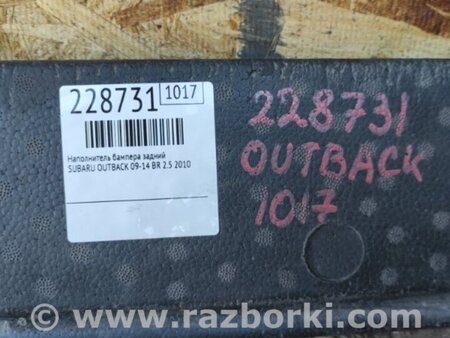 228731 1017
Наполнитель бампера задний
SUBARU OUTBACK 09-14 BR 2.5 2010
228731
OUTBACK
1017
www.razborki.com